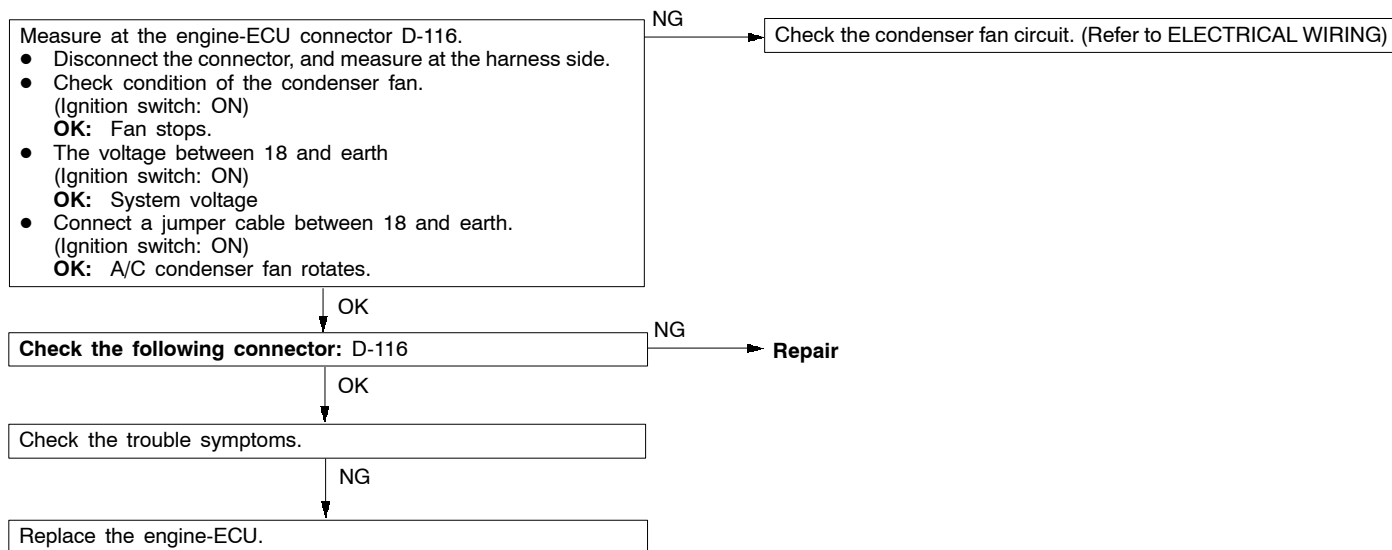 Measure at the engine-ECU connector D-116.
● Disconnect the connector, and measure at the harness side.
● Check condition of the condenser fan.
(Ignition switch: ON)
OK: Fan stops.
● The voltage between 18 and earth
(Ignition switch: ON)
OK: System voltage
● Connect a jumper cable between 18 and earth.
(Ignition switch: ON)
OK: A/C condenser fan rotates.
NG
Check the condenser fan circuit. (Refer to ELECTRICAL WIRING)
OK
Check the following connector: D-116
NG
Repair
OK
Check the trouble symptoms.
NG
Replace the engine-ECU.